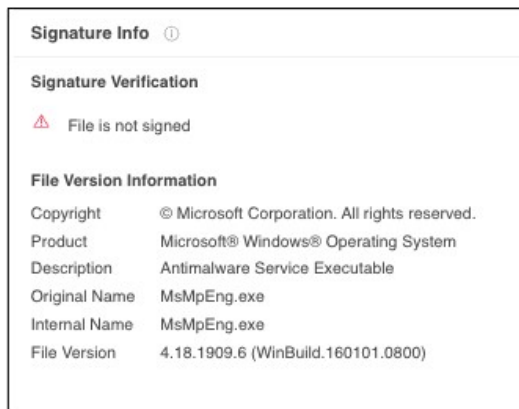 Signature Info
Signature Verification
File is not signed
File Version Information
Copyright © Microsoft Corporation. All rights reserved.
Product Microsoft® Windows® Operating System
Description Antimalware Service Executable
Original Name MsMpEng.exe
Internal Name MsMpEng.exe
File Version 4.18.1909.6 (WinBuild.160101.0800)